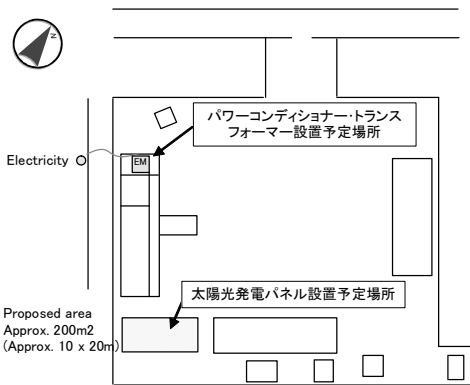 N
パワーコンディショナー・トランス
フォーマー設置予定場所
Electricity
EM
太陽光発電パネル設置予定場所
Proposed area
Approx. 200m2
(Approx. 10 x 20m)